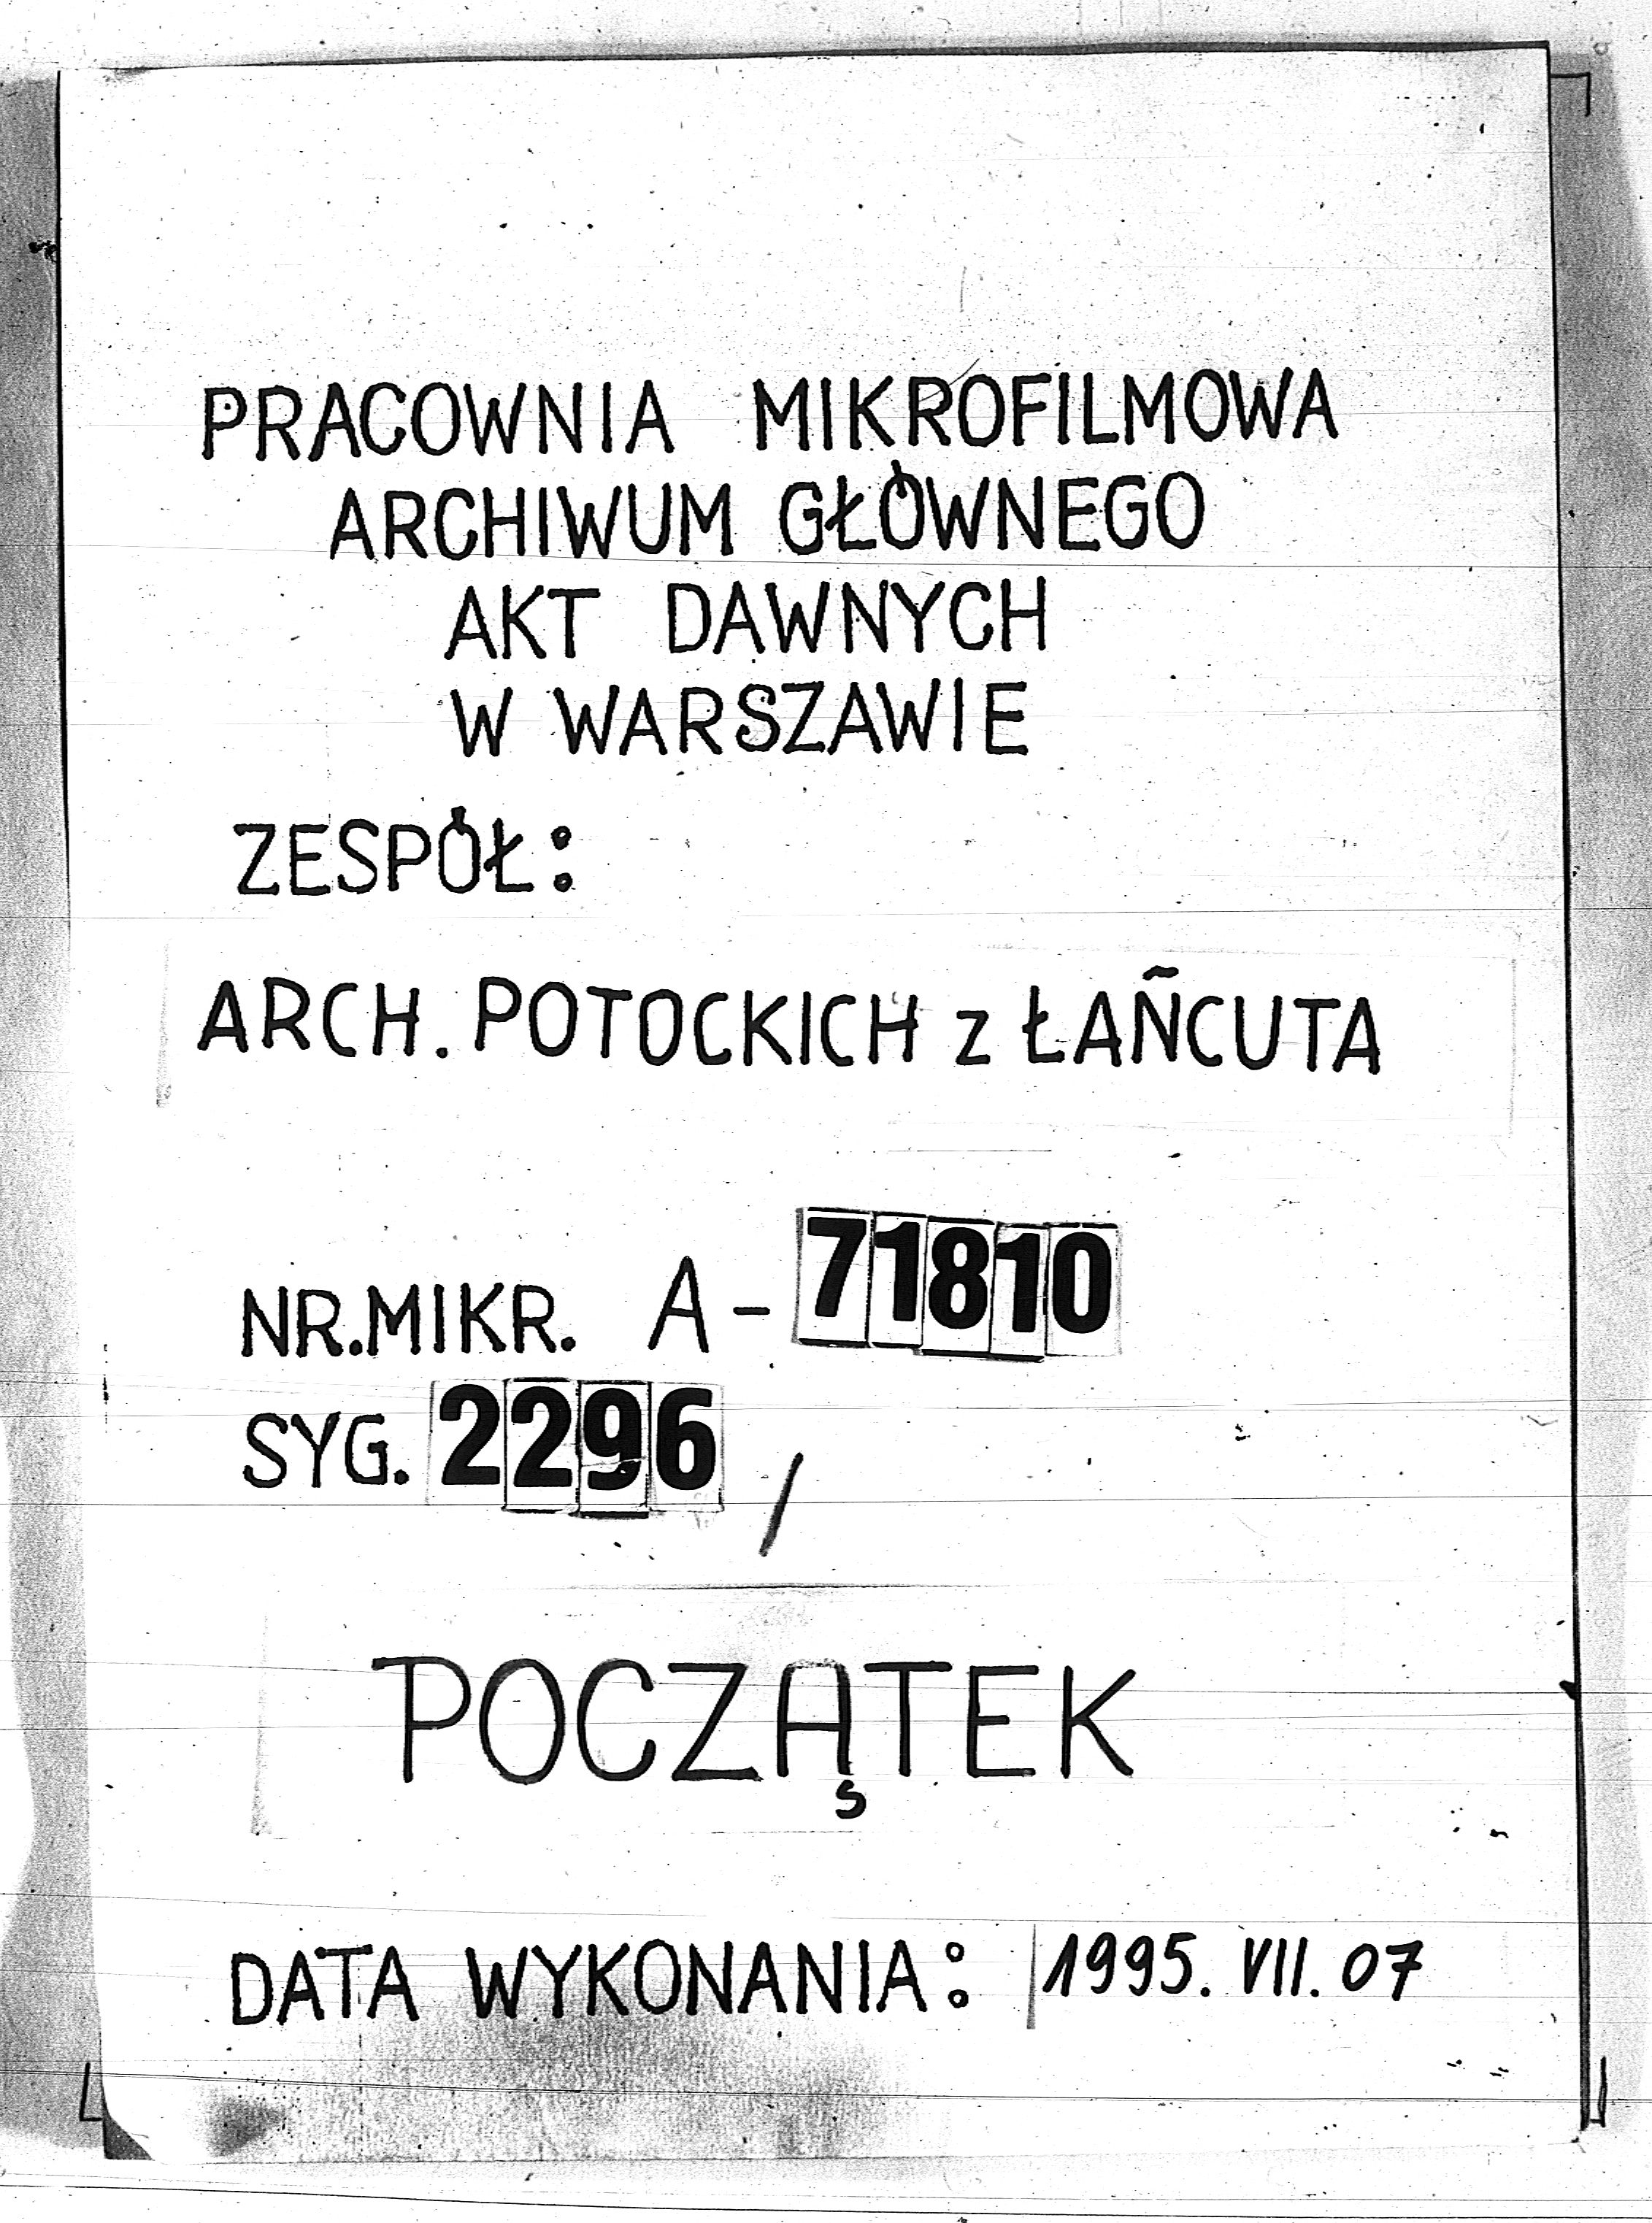 PRACOWNIA MIKROFILMOWA
ARCHIWUM GŁÓWNEGO
AKT DAWNYCH
W WARSZAWIE
ZESPÓŁ:
ARCH. POTOCKICH z ŁAŃCUTA
NR.MIKR. A-71810
SYG. 2296/
POCZĄTEK
DATA WYKONANIA: 1995. VII. 07